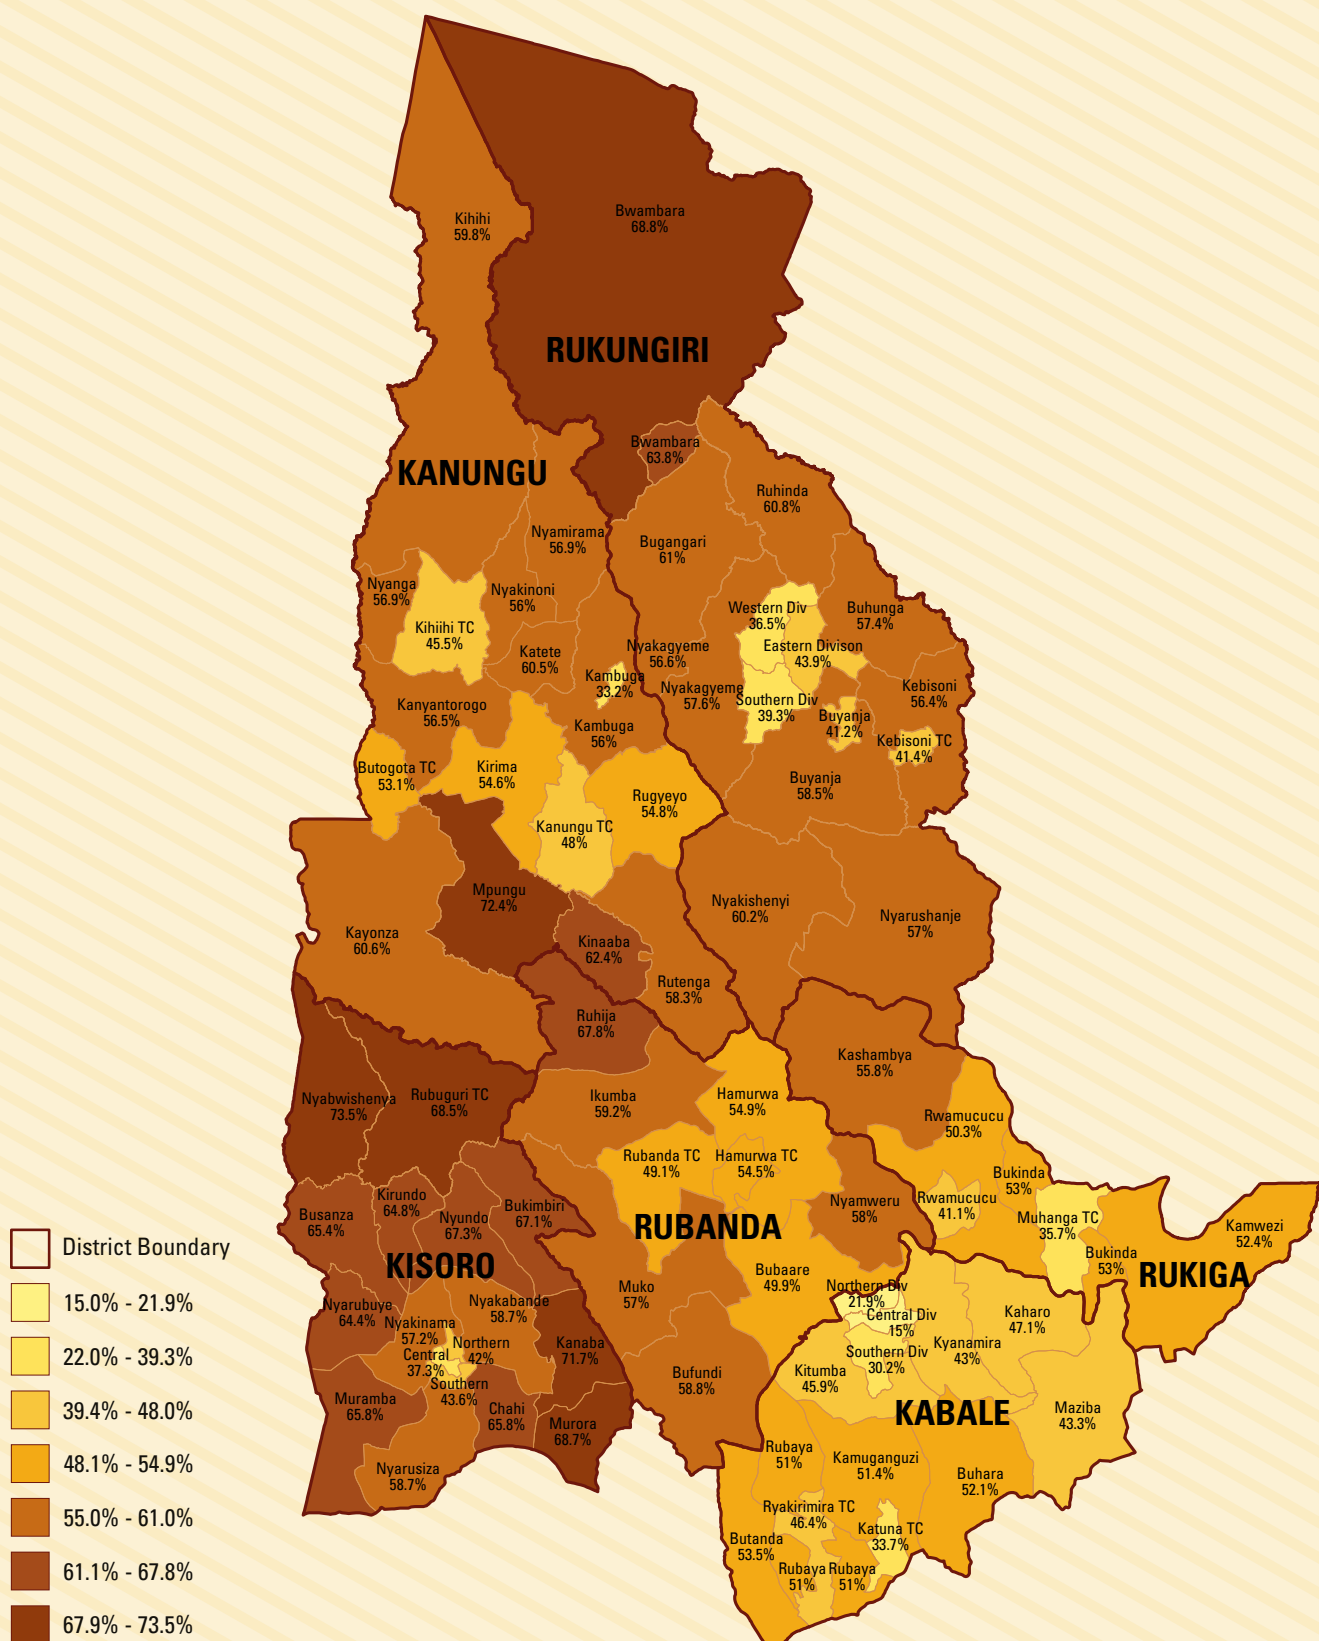 Kihihi
59.8%
Bwambara
68.8%
RUKUNGIRI
Bwambara
63.8%
KANUNGU
Ruhinda
60.8%
Nyamirama
56.9%
Bugangari
61%
Nyanga
56.9%
Nyakinoni
56%
Western Div
36.5%
Buhunga
57.4%
Kihiihi TC
45.5%
Katete
60.5%
Nyakagyeme
56.6%
Eastern Divison
43.9%
Kambuga
33.2%
Nyakagyeme
57.6%
Southern Div
39.3%
Kebisoni
56.4%
Kanyantorogo
56.5%
Kambuga
56%
Buyanja
41.2%
Kebisoni TC
41.4%
Butogota TC
53.1%
Kirima
54.6%
Rugyeyo
54.8%
Buyanja
58.5%
Kanungu TC
48%
Mpungu
72.4%
Nyakishenyi
60.2%
Nyarushanje
57%
Kayonza
60.6%
Kinaaba
62.4%
Rutenga
58.3%
Ruhija
67.8%
Kashambya
55.8%
Nyabwishenya
73.5%
Rubuguri TC
68.5%
Ikumba
59.2%
Hamurwa
54.9%
Rwamucucu
50.3%
Rubanda TC
49.1%
Hamurwa TC
54.5%
Bukinda
53%
Kirundo
64.8%
Busanza
65.4%
Nyundo
67.3%
Bukimbiri
67.1%
Nyamweru
58%
Rwamucucu
41.1%
Muhanga TC
35.7%
Kamwezi
52.4%
RUBANDA
Bukinda
53%
RUKIGA
KISORO
Muko
57%
Bubaare
49.9%
Northern Div
21.9%
Central Div
15%
Kaharo
47.1%
Nyarubuye
64.4%
Nyakabande
58.7%
Nyakinama
57.2%
Northern
42%
Kanaba
71.7%
Kyanamira
43%
Central
37.3%
Southern Div
30.2%
Kitumba
45.9%
Bufundi
58.8%
Southern
43.6%
Muramba
65.8%
Chahi
65.8%
Murora
68.7%
KABALE
Maziba
43.3%
Nyarusiza
58.7%
Rubaya
51%
Kamuganguzi
51.4%
Buhara
52.1%
Ryakirimira TC
46.4%
Katuna TC
33.7%
Butanda
53.5%
Rubaya
51%
Rubaya
51%
District Boundary
15.0% - 21.9%
22.0% - 39.3%
39.4% - 48.0%
48.1% - 54.9%
55.0% - 61.0%
61.1% - 67.8%
67.9% - 73.5%